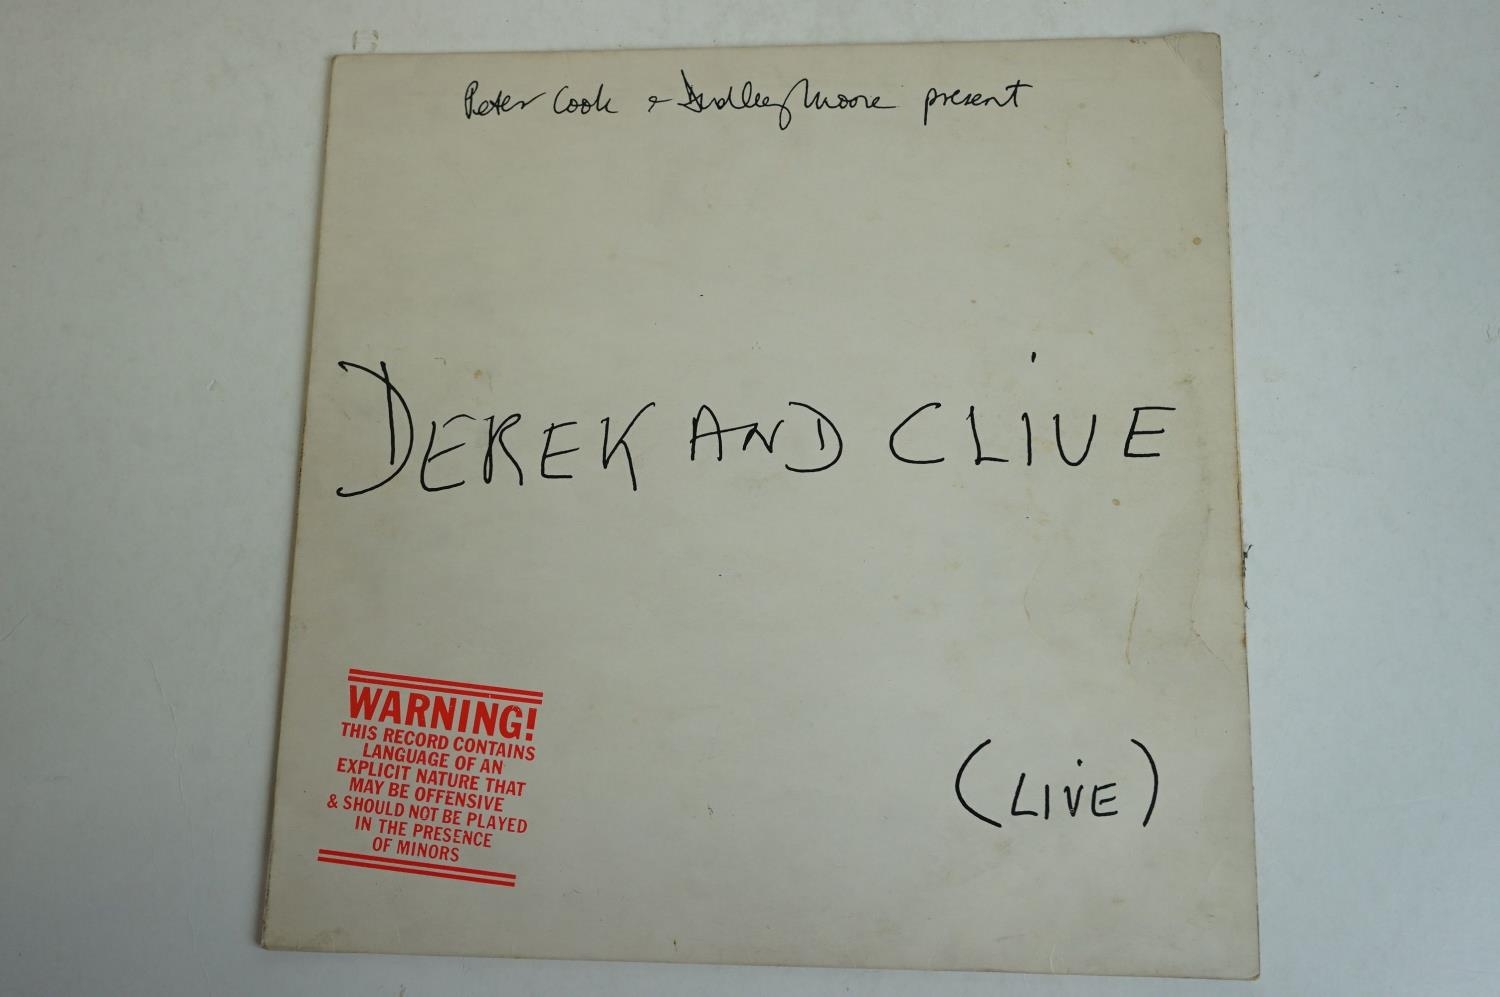 Peter Cook & Dudley Moore present
DEREK AND CLIVE
WARNING!
THIS RECORD CONTAINS
LANGUAGE OF AN
EXPLICIT NATURE THAT
MAY BE OFFENSIVE
& SHOULD NOT BE PLAYED
IN THE PRESENCE
OF MINORS
(LIVE)